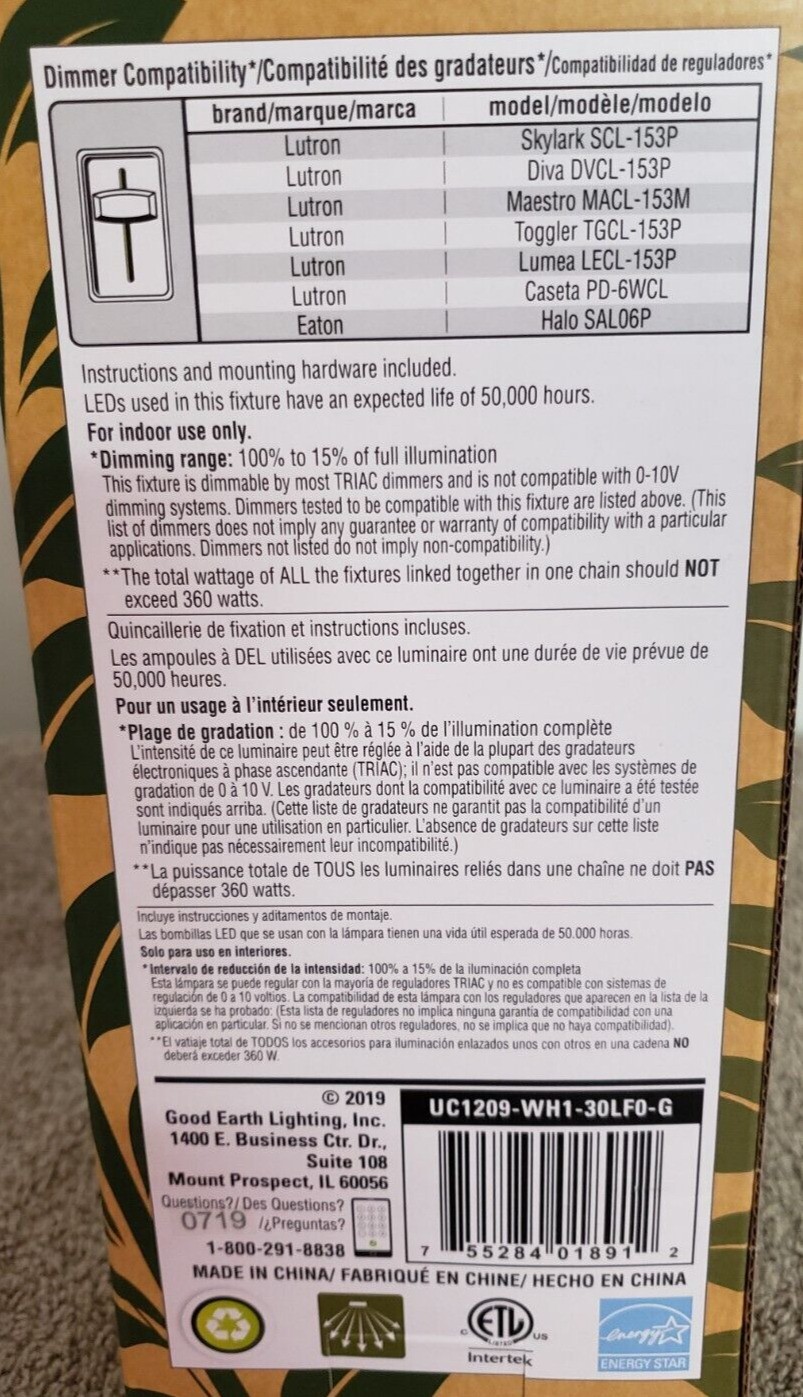 Dimmer Compatibility*/Compatibilité des gradateurs*/Compatibilidad de reguladores*
brand/marque/marca | model/modèle/modelo
Lutron | Skylark SCL-153P
Lutron | Diva DVCL-153P
Lutron | Maestro MACL-153M
Lutron | Toggler TGCL-153P
Lutron | Lumea LECL-153P
Lutron | Caseta PD-6WCL
Eaton | Halo SAL06P
Instructions and mounting hardware included.
LEDs used in this fixture have an expected life of 50,000 hours.
For indoor use only.
*Dimming range: 100% to 15% of full illumination
This fixture is dimmable by most TRIAC dimmers and is not compatible with 0-10V
dimming systems. Dimmers tested to be compatible with this fixture are listed above. (This
list of dimmers does not imply any guarantee or warranty of compatibility with a particular
applications. Dimmers not listed do not imply non-compatibility.)
**The total wattage of ALL the fixtures linked together in one chain should NOT
exceed 360 watts.
Quincaillerie de fixation et instructions incluses.
Les ampoules à DEL utilisées avec ce luminaire ont une durée de vie prévue de
50,000 heures.
Pour un usage à l'intérieur seulement.
*Plage de gradation : de 100 % à 15 % de l'illumination complète
L'intensité de ce luminaire peut être réglée à l'aide de la plupart des gradateurs
électroniques à phase ascendante (TRIAC); il n'est pas compatible avec les systèmes de
gradation de 0 à 10 V. Les gradateurs dont la compatibilité avec ce luminaire a été testée
sont indiqués arriba. (Cette liste de gradateurs ne garantit pas la compatibilité d'un
luminaire pour une utilisation en particulier. L'absence de gradateurs sur cette liste
n'indique pas nécessairement leur incompatibilité.)
**La puissance totale de TOUS les luminaires reliés dans une chaîne ne doit PAS
dépasser 360 watts.
Incluye instrucciones y aditamentos de montaje.
Las bombillas LED que se usan con la lámpara tienen una vida útil esperada de 50.000 horas.
Solo para uso en interiores.
*Intervalo de reducción de la intensidad: 100% a 15% de la iluminación completa
Esta lámpara se puede regular con la mayoría de reguladores TRIAC y no es compatible con sistemas de
regulación de 0 a 10 voltios. La compatibilidad de esta lámpara con los reguladores que aparecen en la lista de la
izquierda se ha probado: (Esta lista de reguladores no implica ninguna garantía de compatibilidad con una
aplicación en particular. Si no se mencionan otros reguladores, no se implica que no haya compatibilidad).
**El vatiaje total de TODOS los accesorios para iluminación enlazados unos con otros en una cadena NO
deberá exceder 360 W.
© 2019
Good Earth Lighting, Inc.
1400 E. Business Ctr. Dr.,
Suite 108
Mount Prospect, IL 60056
Questions?/Des Questions?
0719 /¿Preguntas?
1-800-291-8838
UC1209-WH1-30LF0-G
7 55284 01891 2
MADE IN CHINA/ FABRIQUÉ EN CHINE/ HECHO EN CHINA
ETL
C US
LISTED
Intertek
energy
ENERGY STAR